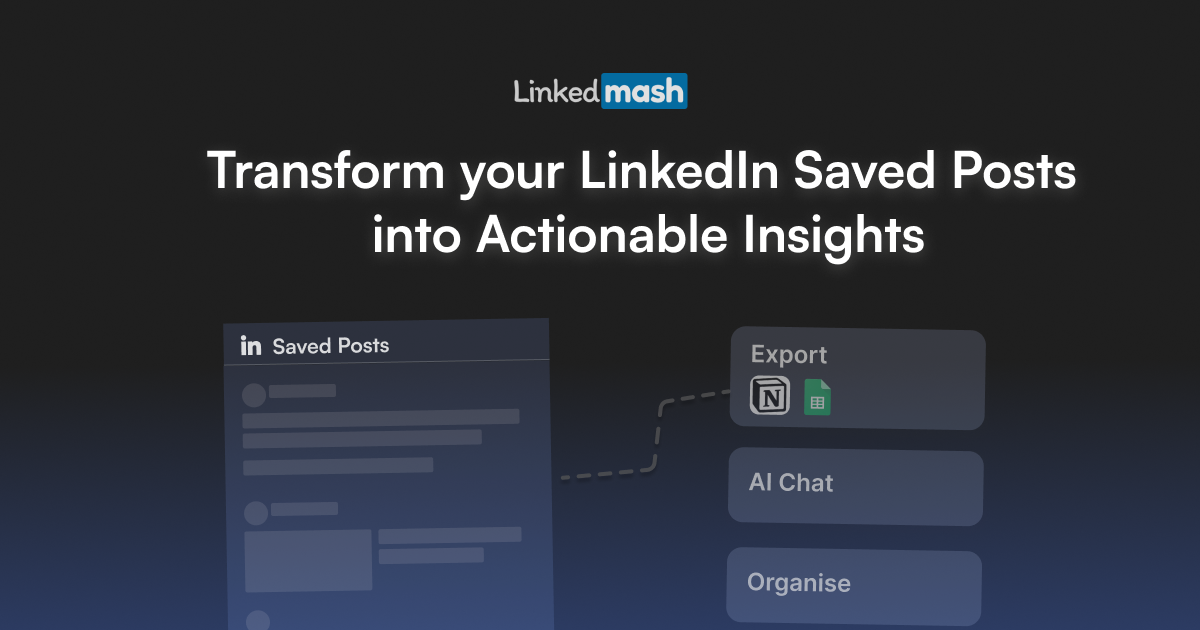 Linkedmash
Transform your LinkedIn Saved Posts
into Actionable Insights
in Saved Posts
Export
N
AI Chat
Organise